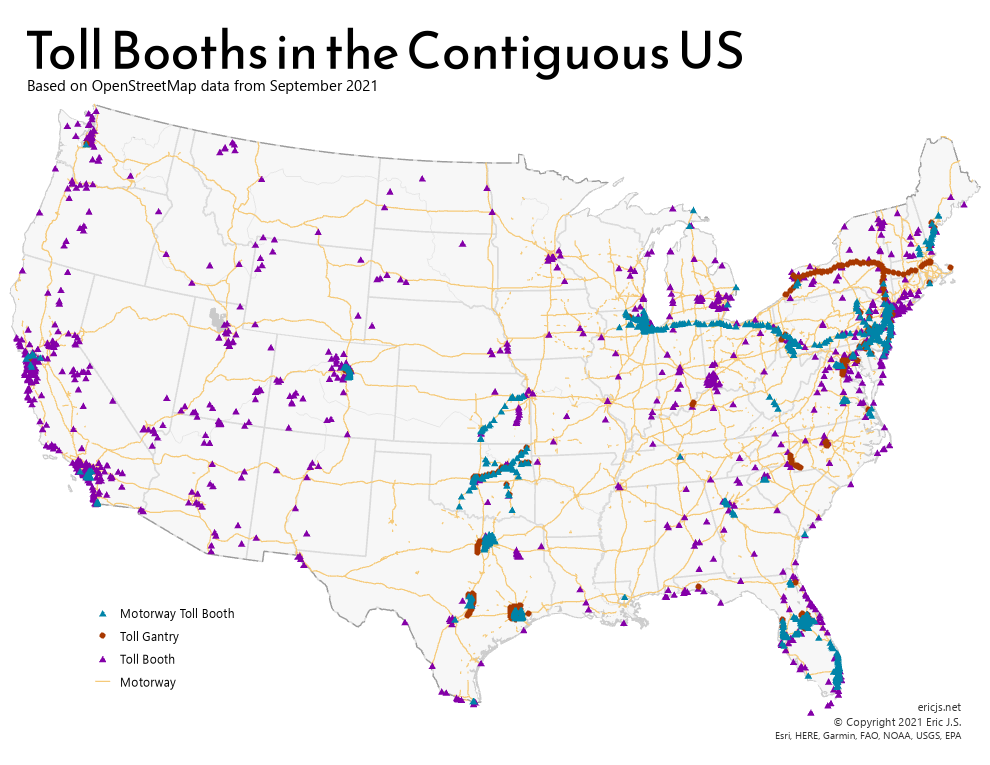 Toll Booths in the Contiguous US
Based on OpenStreetMap data from September 2021
Motorway Toll Booth
Toll Gantry
Toll Booth
Motorway
ericjs.net
© Copyright 2021 Eric J.S.
Esri, HERE, Garmin, FAO, NOAA, USGS, EPA